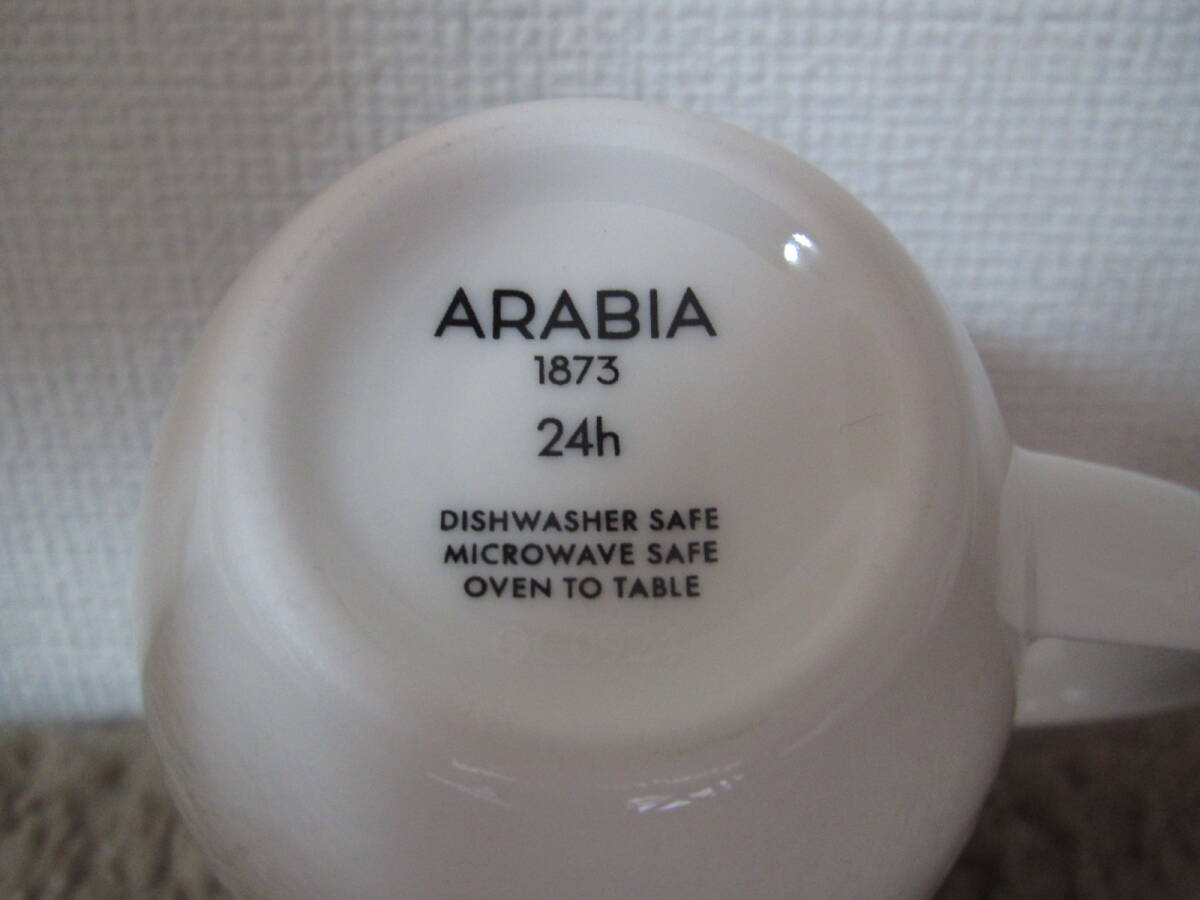 ARABIA
1873
24h
DISHWASHER SAFE
MICROWAVE SAFE
OVEN TO TABLE